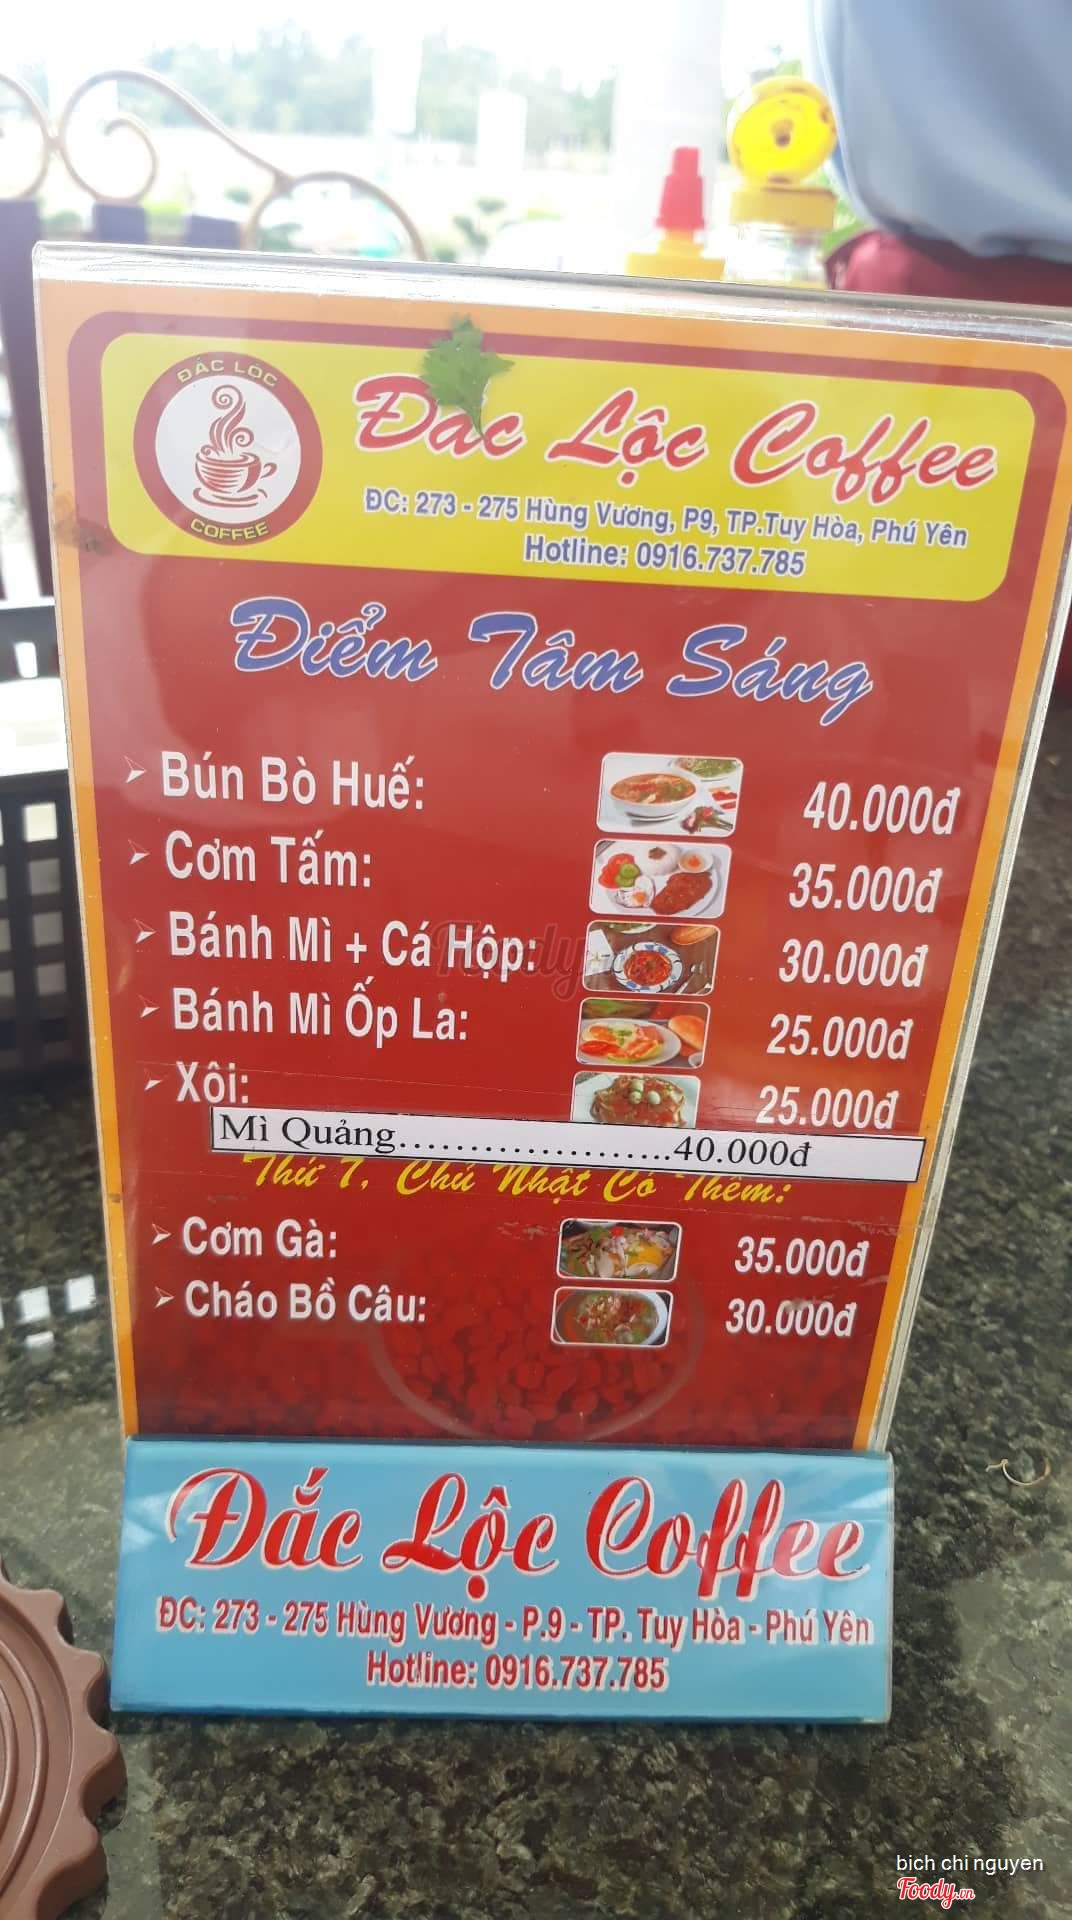 ĐẮC LỘC
COFFEE
Đắc Lộc Coffee
ĐC: 273 - 275 Hùng Vương, P9, TP.Tuy Hòa, Phú Yên
Hotline: 0916.737.785
Điểm Tâm Sáng
➢ Bún Bò Huế: 40.000đ
➢ Cơm Tấm: 35.000đ
➢ Bánh Mì + Cá Hộp: 30.000đ
➢ Bánh Mì Ốp La: 25.000đ
➢ Xôi: 25.000đ
Mì Quảng.....................40.000đ
Thứ 7, Chủ Nhật Có Thêm:
➢ Cơm Gà: 35.000đ
➢ Cháo Bồ Câu: 30.000đ
Đắc Lộc Coffee
ĐC: 273 - 275 Hùng Vương - P.9 - TP. Tuy Hòa - Phú Yên
Hotline: 0916.737.785
Foody.vn
bich chi nguyen
Foody.vn